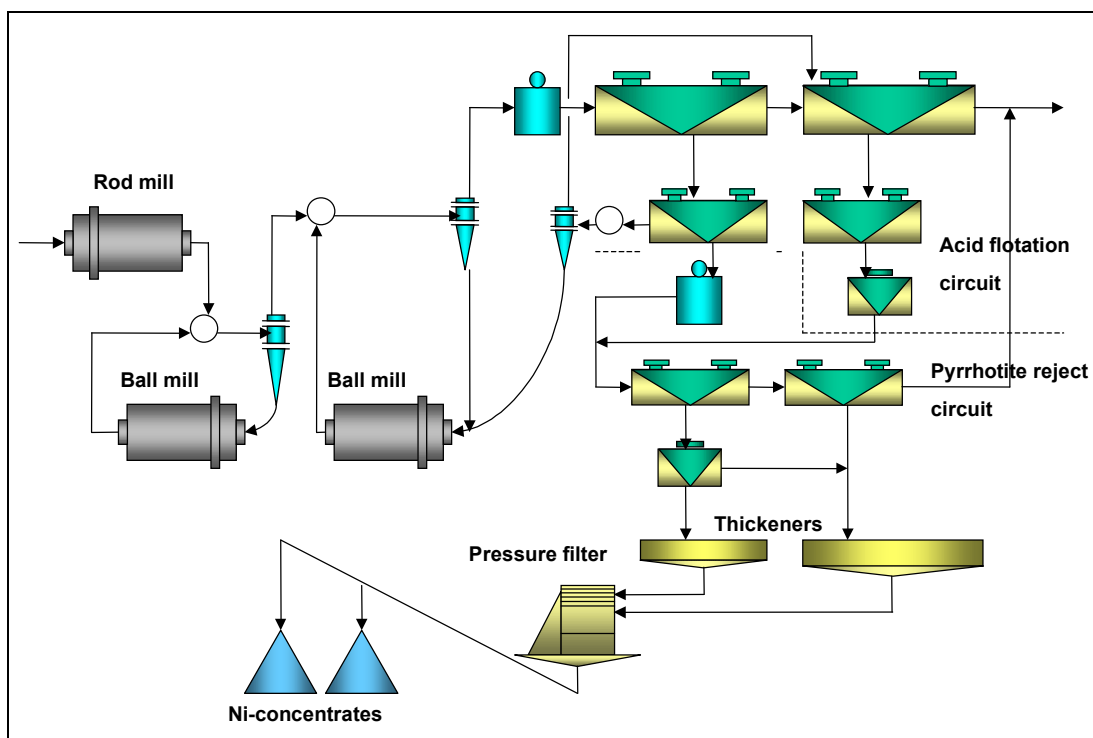 Rod mill
Acid flotation
circuit
Ball mill
Ball mill
Pyrrhotite reject
circuit
Thickeners
Pressure filter
Ni-concentrates